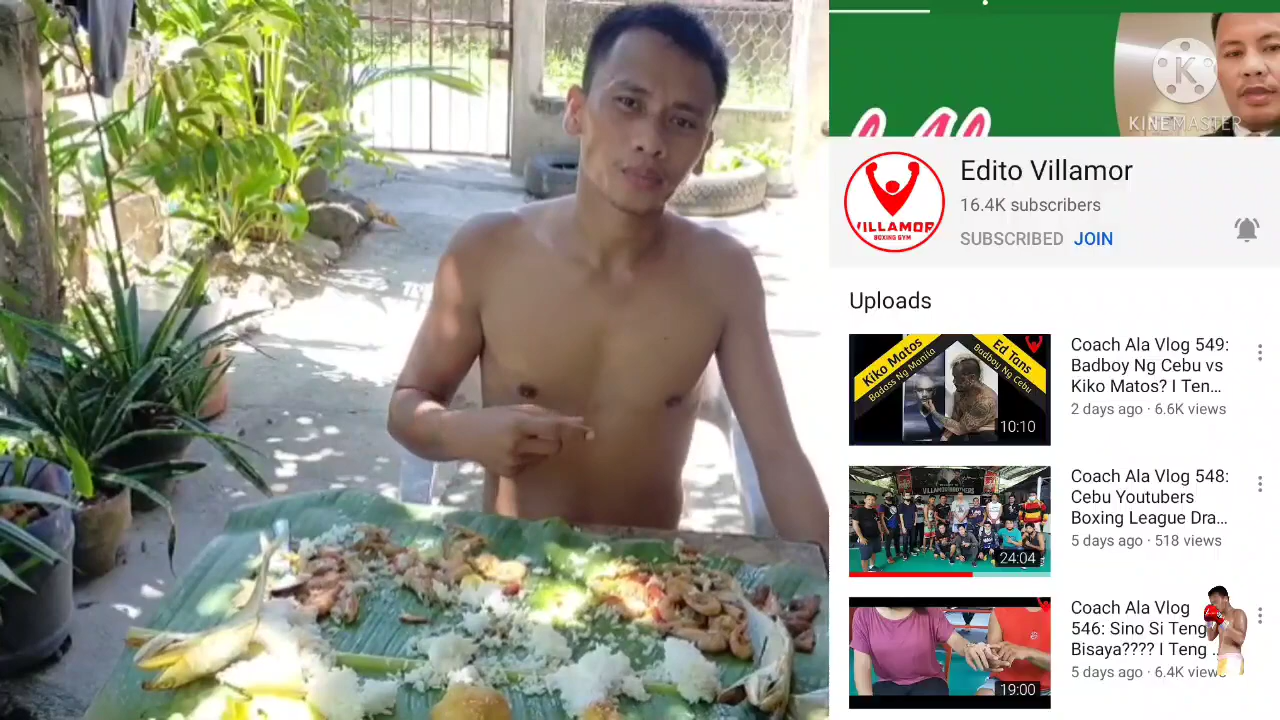 KINEMASTER
VILLAMOR
BOXING GYM
Edito Villamor
16.4K subscribers
SUBSCRIBED JOIN
Uploads
Kiko Matos
Badass Ng Manila
Ed Tans
Badboy Ng Cebu
10:10
Coach Ala Vlog 549:
Badboy Ng Cebu vs
Kiko Matos? I Ten...
2 days ago · 6.6K views
24:04
Coach Ala Vlog 548:
Cebu Youtubers
Boxing League Dra...
5 days ago · 518 views
19:00
Coach Ala Vlog
546: Sino Si Teng
Bisaya???? I Teng ...
5 days ago · 6.4K views